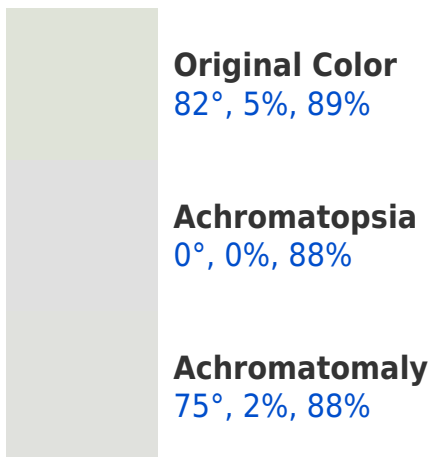 Original Color
82°, 5%, 89%
Achromatopsia
0°, 0%, 88%
Achromatomaly
75°, 2%, 88%